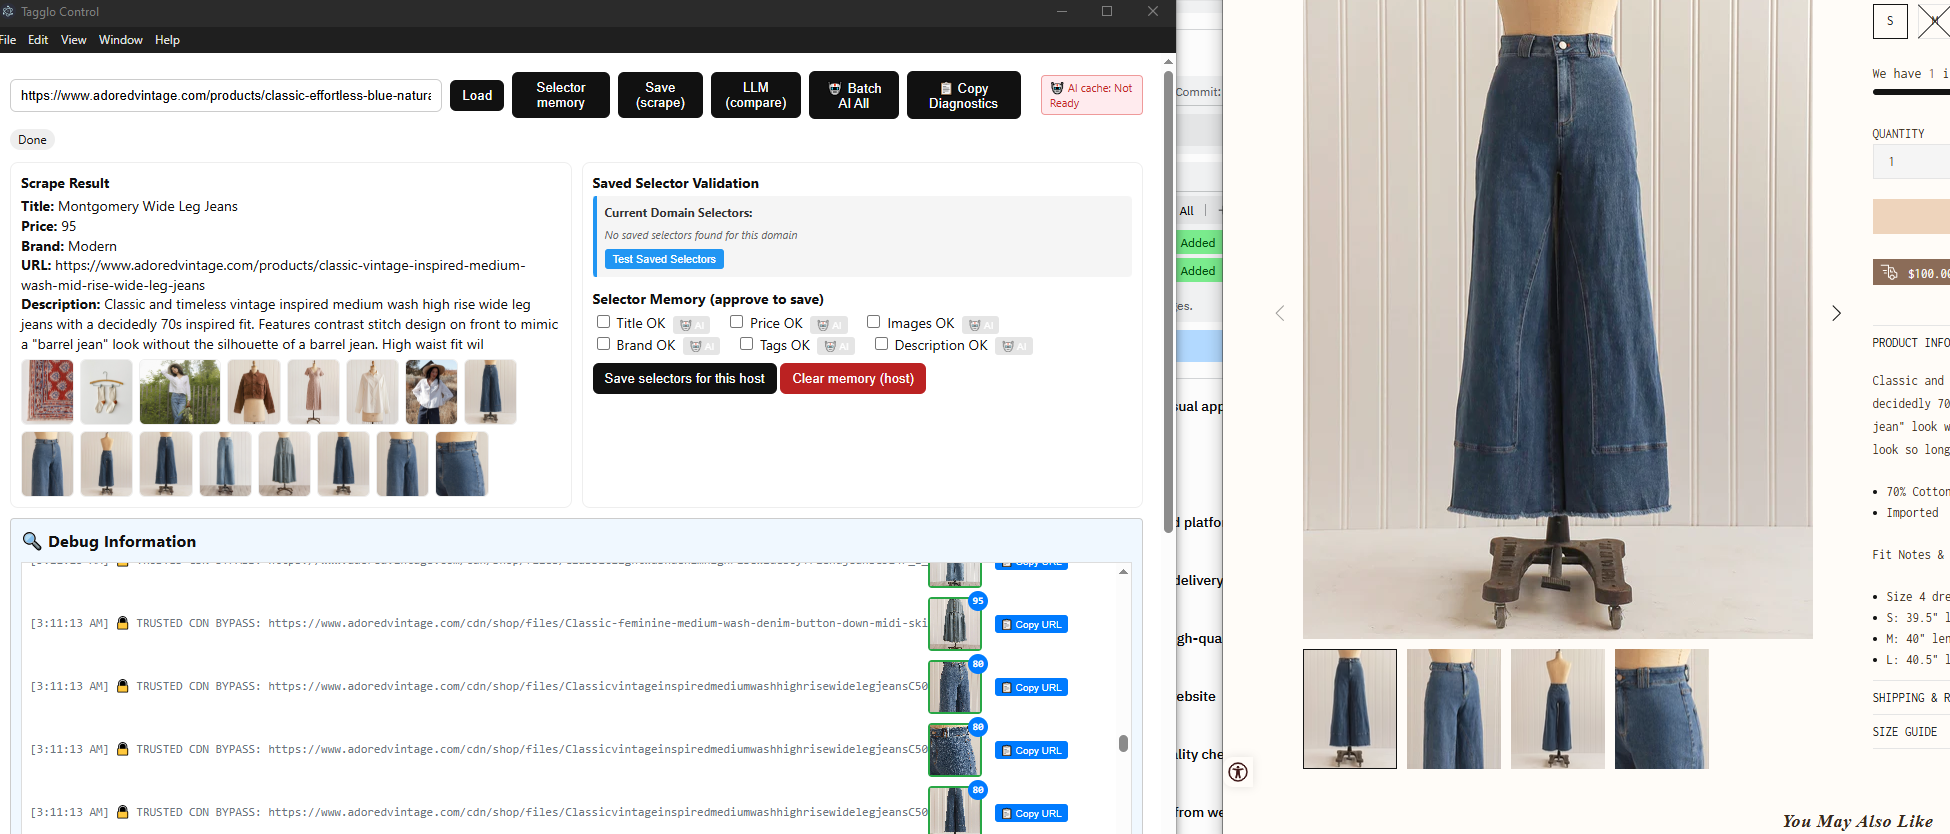 Tagglo Control
File Edit View Window Help
https://www.adoredvintage.com/products/classic-effortless-blue-natura
Load
Selector memory
Save (scrape)
LLM (compare)
Batch AI All
Copy Diagnostics
AI cache: Not Ready
Done
Scrape Result
Title: Montgomery Wide Leg Jeans
Price: 95
Brand: Modern
URL: https://www.adoredvintage.com/products/classic-vintage-inspired-medium-
wash-mid-rise-wide-leg-jeans
Description: Classic and timeless vintage inspired medium wash high rise wide leg
jeans with a decidedly 70s inspired fit. Features contrast stitch design on front to mimic
a "barrel jean" look without the silhouette of a barrel jean. High waist fit wil
Saved Selector Validation
Current Domain Selectors:
No saved selectors found for this domain
Test Saved Selectors
Selector Memory (approve to save)
Title OK AI Price OK AI Images OK AI
Brand OK AI Tags OK AI Description OK AI
Save selectors for this host
Clear memory (host)
Debug Information
Copy URL
[3:11:13 AM] TRUSTED CDN BYPASS: https://www.adoredvintage.com/cdn/shop/files/Classic-feminine-medium-wash-denim-button-down-midi-ski
95
Copy URL
[3:11:13 AM] TRUSTED CDN BYPASS: https://www.adoredvintage.com/cdn/shop/files/ClassicvintageinspiredmediumwashhighrisewidelegjeansC50
80
Copy URL
[3:11:13 AM] TRUSTED CDN BYPASS: https://www.adoredvintage.com/cdn/shop/files/ClassicvintageinspiredmediumwashhighrisewidelegjeansC50
80
Copy URL
[3:11:13 AM] TRUSTED CDN BYPASS: https://www.adoredvintage.com/cdn/shop/files/ClassicvintageinspiredmediumwashhighrisewidelegjeansC50
80
Copy URL
Commit:
All
Added
Added
es.
sual app
d platfo
delivery
gh-qua
ebsite
lity che
from we
S M
We have 1 i
QUANTITY
1
$100.00
PRODUCT INFO
Classic and
decidedly 70
jean" look w
look so long
• 70% Cotton
• Imported
Fit Notes &
• Size 4 dre
• S: 39.5" l
• M: 40" len
• L: 40.5" l
SHIPPING & R
SIZE GUIDE
You May Also Like